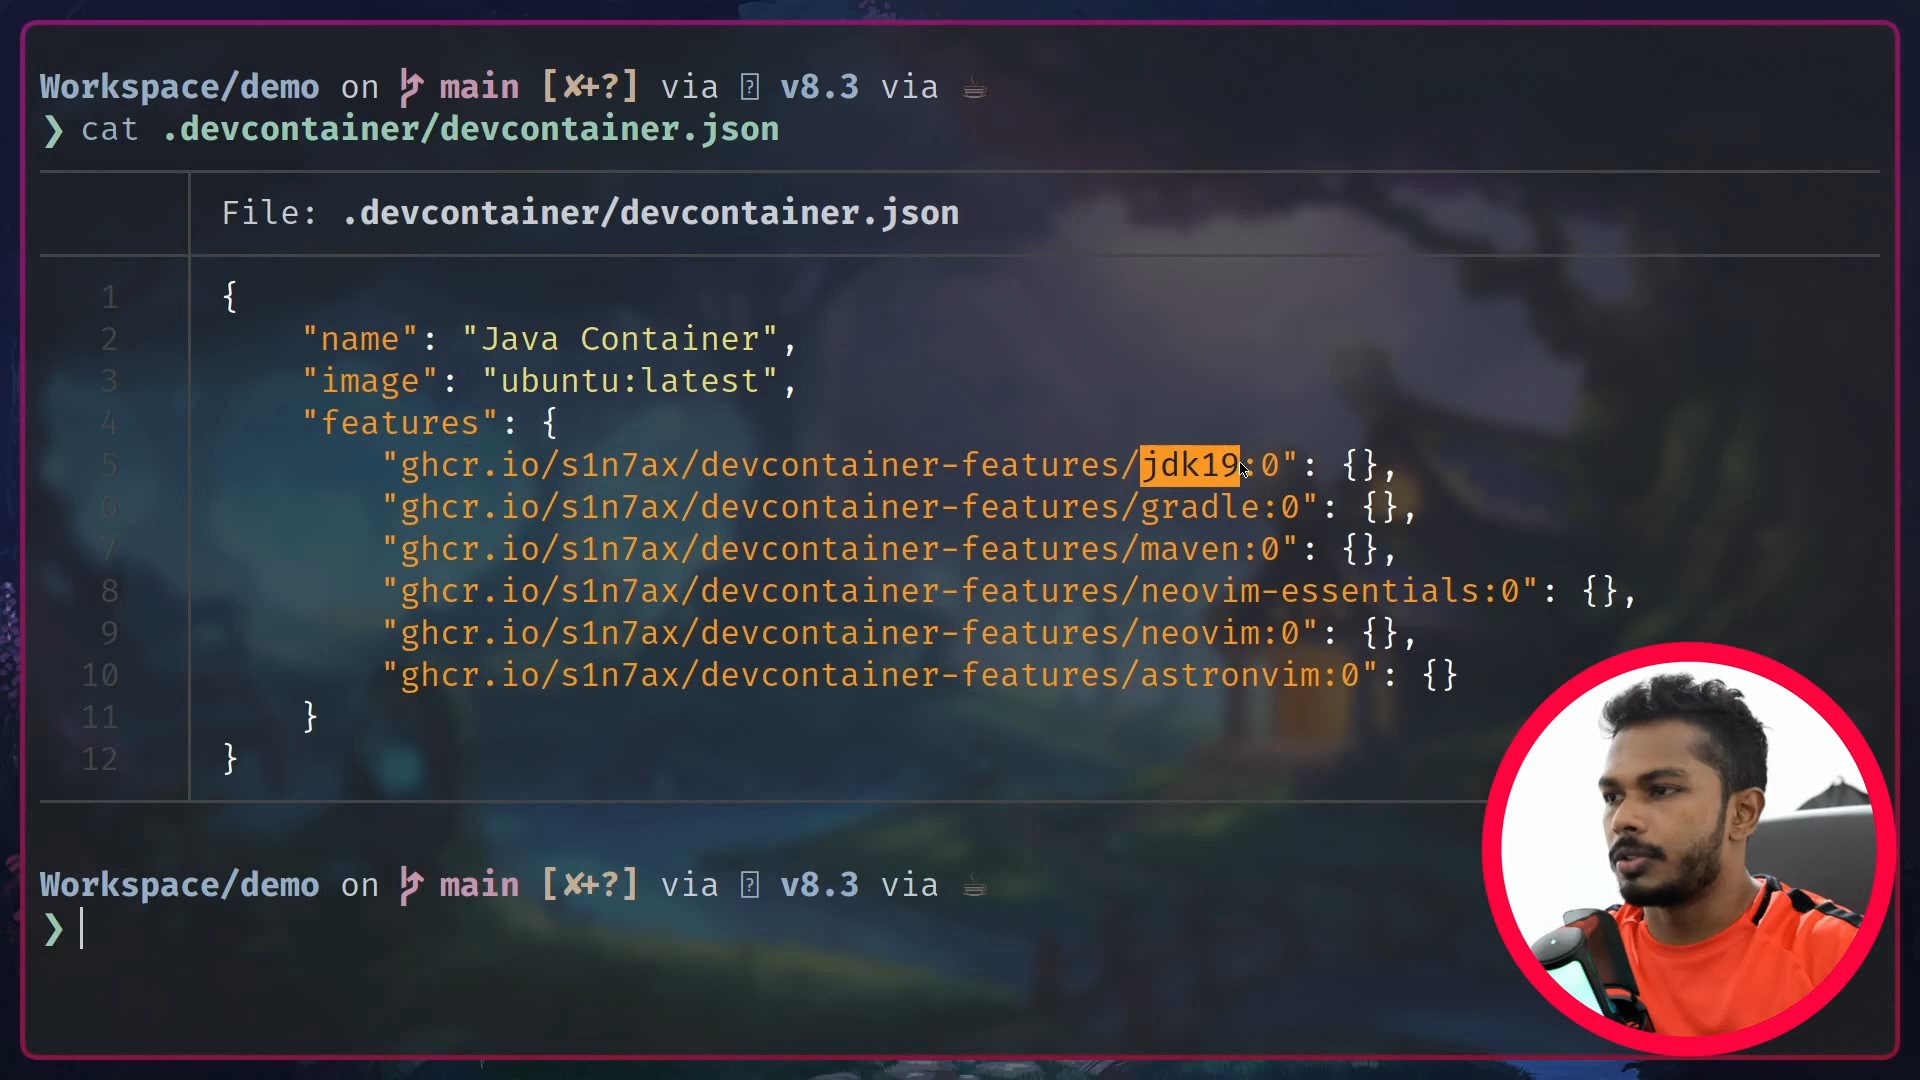 Workspace/demo on main [✘+?] via v8.3 via
❯ cat .devcontainer/devcontainer.json
File: .devcontainer/devcontainer.json
1 {
2 "name": "Java Container",
3 "image": "ubuntu:latest",
4 "features": {
5 "ghcr.io/s1n7ax/devcontainer-features/jdk19:0": {},
6 "ghcr.io/s1n7ax/devcontainer-features/gradle:0": {},
7 "ghcr.io/s1n7ax/devcontainer-features/maven:0": {},
8 "ghcr.io/s1n7ax/devcontainer-features/neovim-essentials:0": {},
9 "ghcr.io/s1n7ax/devcontainer-features/neovim:0": {},
10 "ghcr.io/s1n7ax/devcontainer-features/astronvim:0": {}
11 }
12 }
Workspace/demo on main [✘+?] via v8.3 via
❯